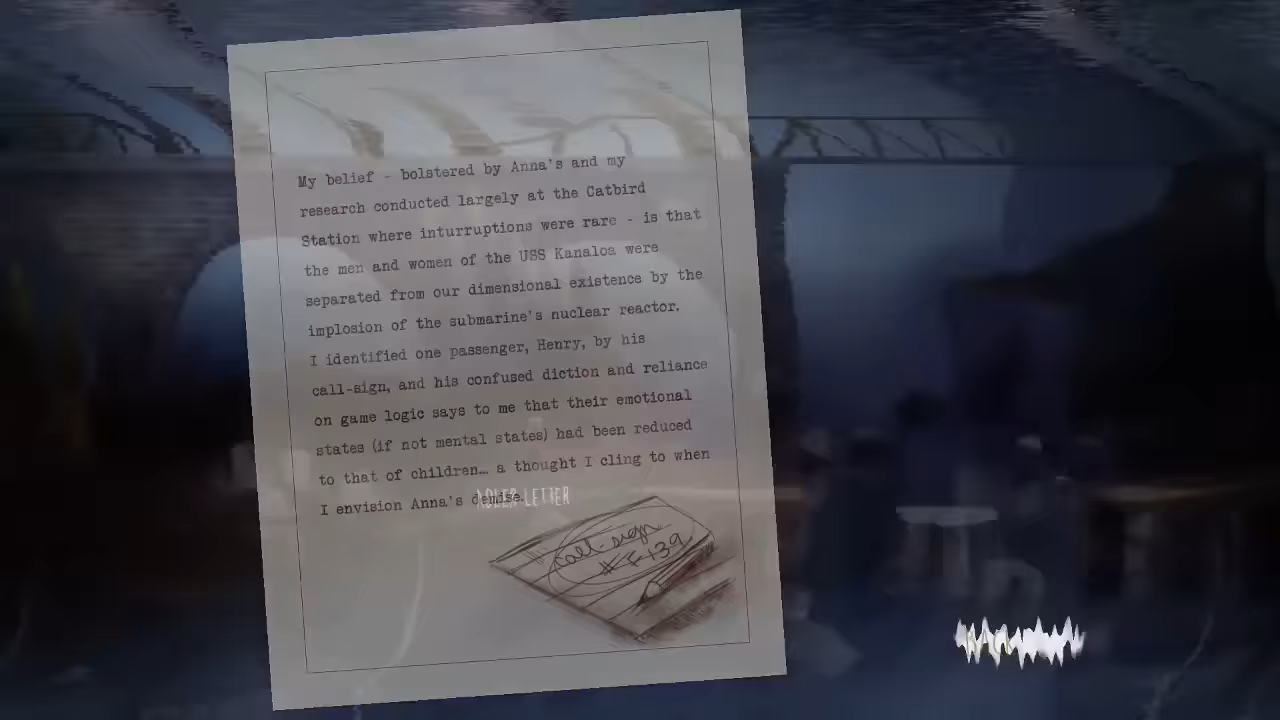 My belief - bolstered by Anna's and my
research conducted largely at the Catbird
Station where inturruptions were rare - is that
the men and women of the USS Kanaloa were
separated from our dimensional existence by the
implosion of the submarine's nuclear reactor.
I identified one passenger, Henry, by his
call-sign, and his confused diction and reliance
on game logic says to me that their emotional
states (if not mental states) had been reduced
to that of children… a thought I cling to when
I envision Anna's demise.
ADLER LETTER
call-sign